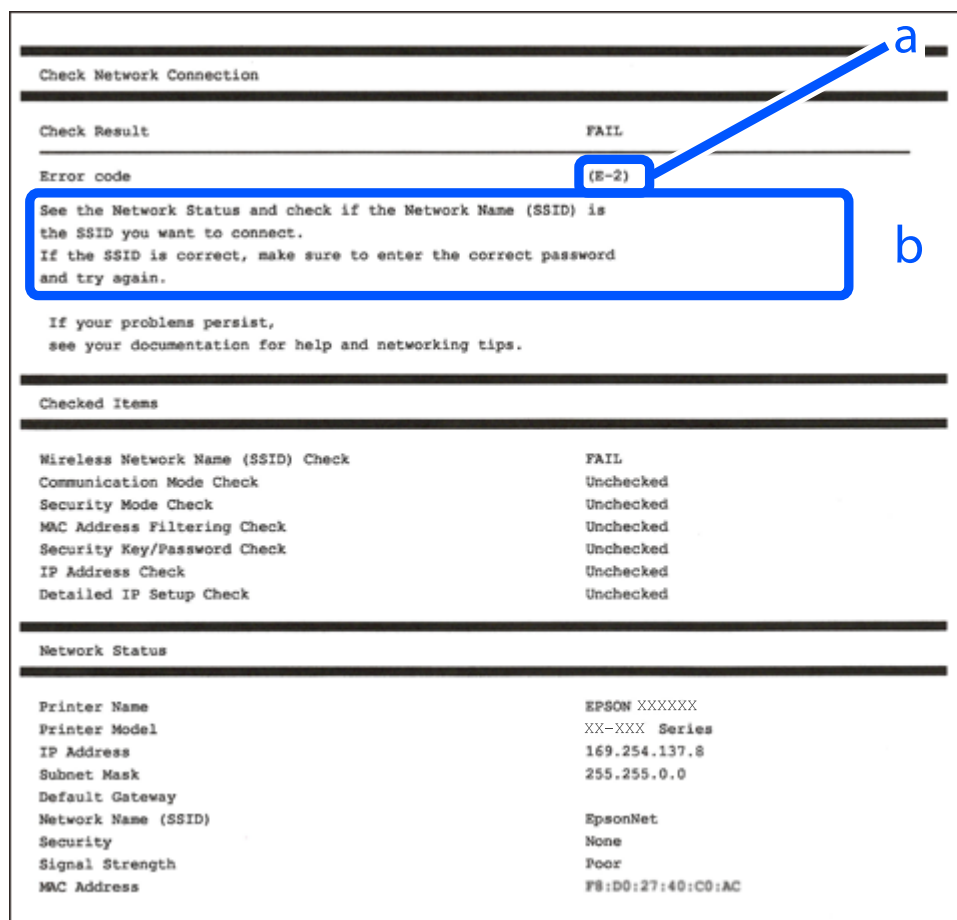 a
Check Network Connection
Check Result FAIL
Error code (E-2)
See the Network Status and check if the Network Name (SSID) is
the SSID you want to connect.
If the SSID is correct, make sure to enter the correct password
and try again.
b
If your problems persist,
see your documentation for help and networking tips.
Checked Items
Wireless Network Name (SSID) Check FAIL
Communication Mode Check Unchecked
Security Mode Check Unchecked
MAC Address Filtering Check Unchecked
Security Key/Password Check Unchecked
IP Address Check Unchecked
Detailed IP Setup Check Unchecked
Network Status
Printer Name EPSON XXXXXX
Printer Model XX-XXX Series
IP Address 169.254.137.8
Subnet Mask 255.255.0.0
Default Gateway
Network Name (SSID) EpsonNet
Security None
Signal Strength Poor
MAC Address F8:D0:27:40:C0:AC